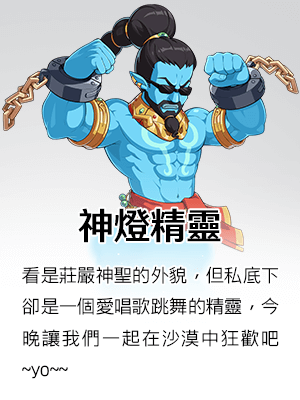 神燈精靈
看是莊嚴神聖的外貌，但私底下
卻是一個愛唱歌跳舞的精靈，今
晚讓我們一起在沙漠中狂歡吧
~yo~~